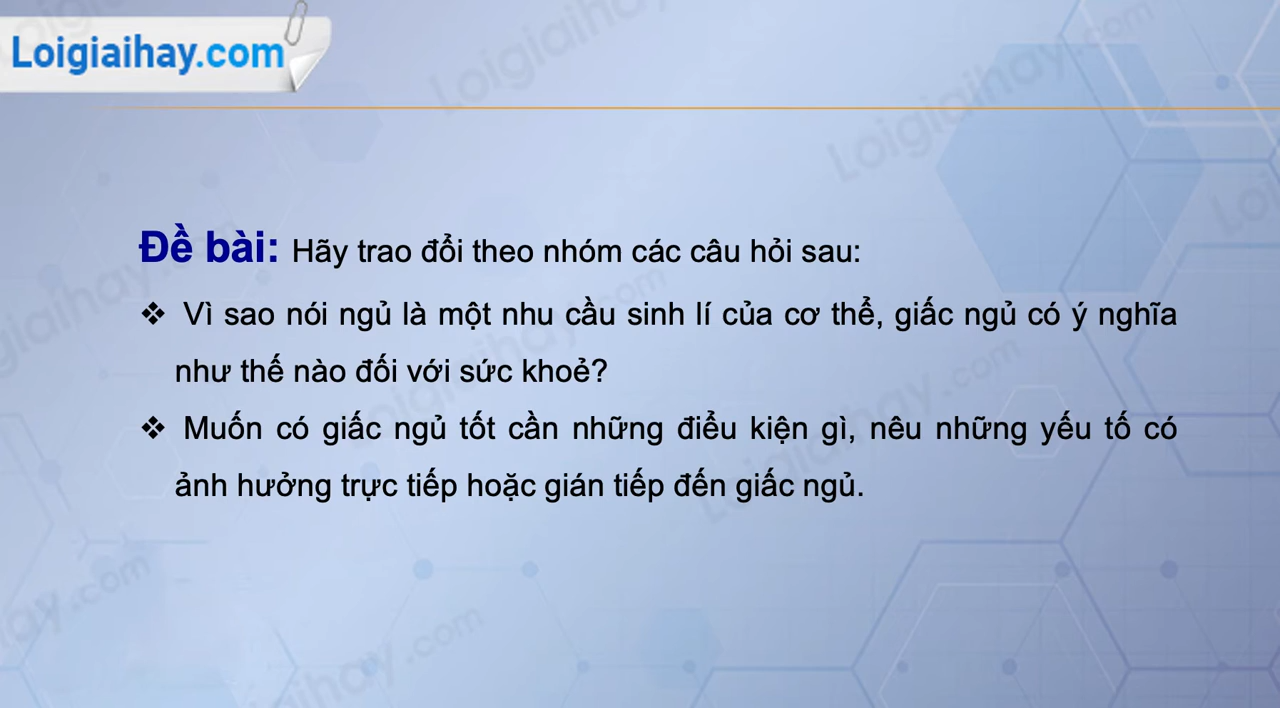 Loigiaihay.com
Đề bài: Hãy trao đổi theo nhóm các câu hỏi sau:
❖ Vì sao nói ngủ là một nhu cầu sinh lí của cơ thể, giấc ngủ có ý nghĩa
như thế nào đối với sức khoẻ?
❖ Muốn có giấc ngủ tốt cần những điểu kiện gì, nêu những yếu tố có
ảnh hưởng trực tiếp hoặc gián tiếp đến giấc ngủ.